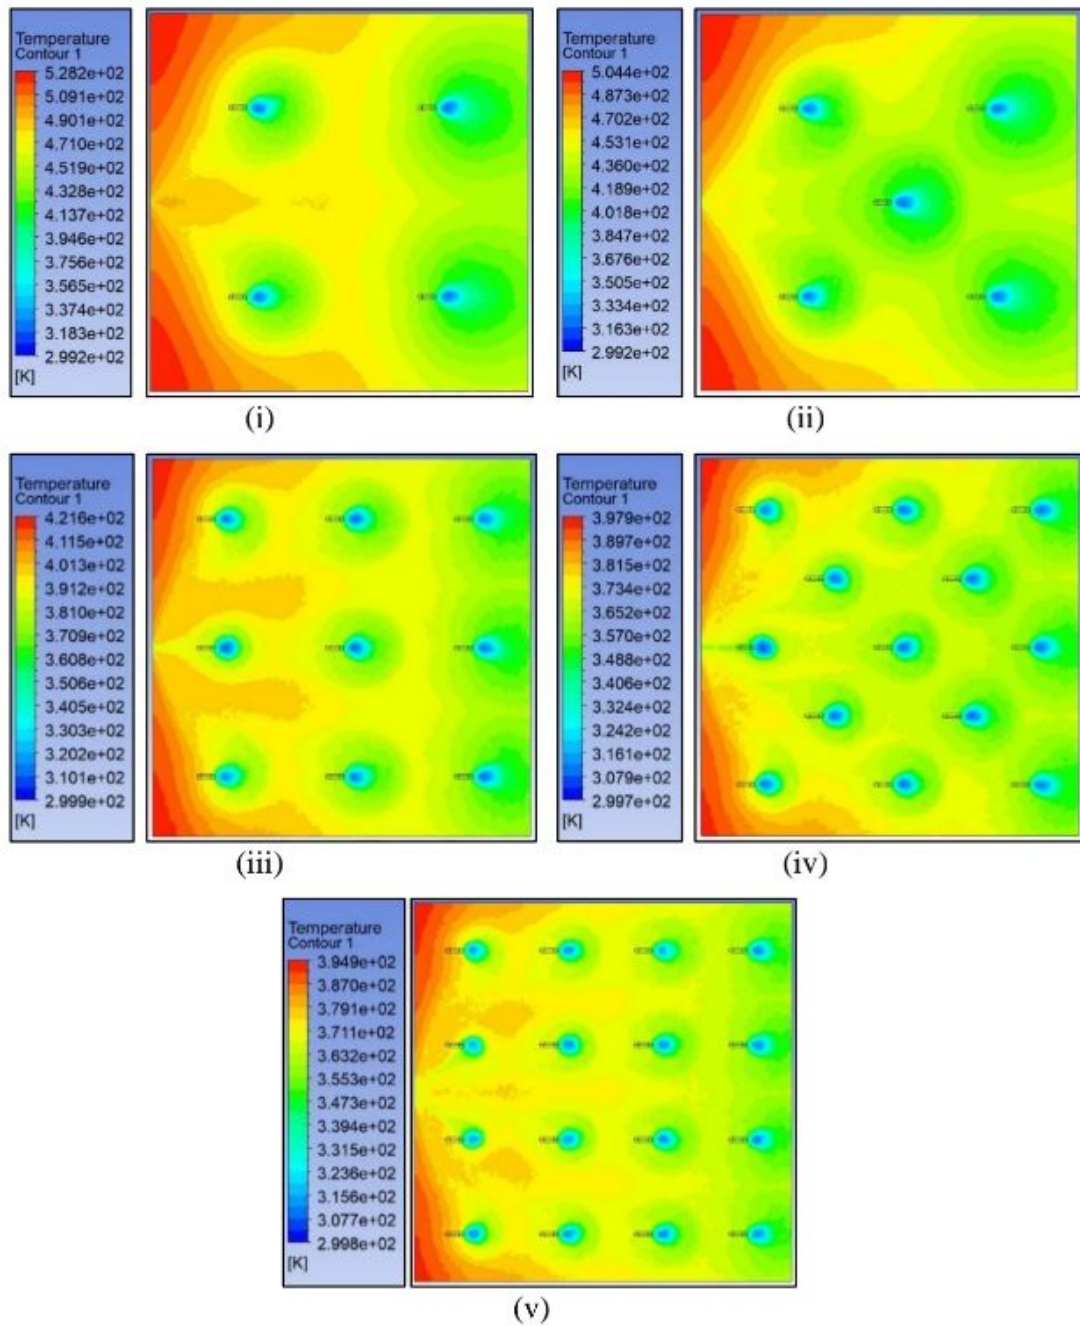 Temperature
Contour 1
5.282e+02
5.091e+02
4.901e+02
4.710e+02
4.519e+02
4.328e+02
4.137e+02
3.946e+02
3.756e+02
3.565e+02
3.374e+02
3.183e+02
2.992e+02
[K]
(i)
Temperature
Contour 1
5.044e+02
4.873e+02
4.702e+02
4.531e+02
4.360e+02
4.189e+02
4.018e+02
3.847e+02
3.676e+02
3.505e+02
3.334e+02
3.163e+02
2.992e+02
[K]
(ii)
Temperature
Contour 1
4.216e+02
4.115e+02
4.013e+02
3.912e+02
3.810e+02
3.709e+02
3.608e+02
3.506e+02
3.405e+02
3.303e+02
3.202e+02
3.101e+02
2.999e+02
[K]
(iii)
Temperature
Contour 1
3.979e+02
3.897e+02
3.815e+02
3.734e+02
3.652e+02
3.570e+02
3.488e+02
3.406e+02
3.324e+02
3.242e+02
3.161e+02
3.079e+02
2.997e+02
[K]
(iv)
Temperature
Contour 1
3.949e+02
3.870e+02
3.791e+02
3.711e+02
3.632e+02
3.553e+02
3.473e+02
3.394e+02
3.315e+02
3.236e+02
3.156e+02
3.077e+02
2.998e+02
[K]
(v)